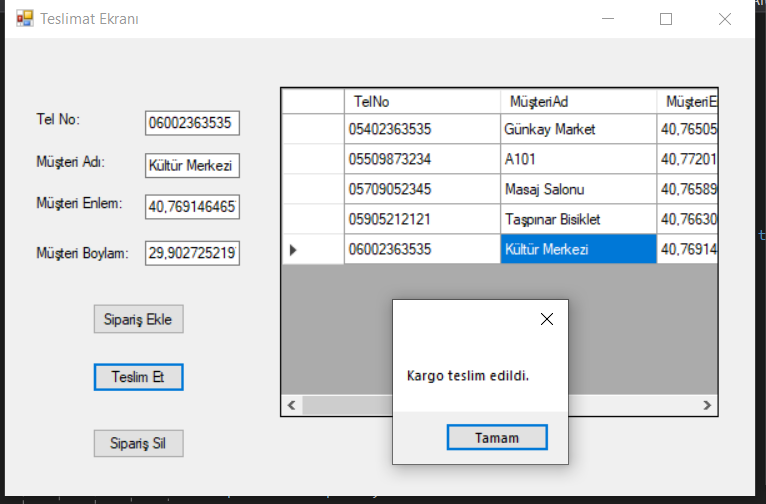 Teslimat Ekranı
TelNo MüşteriAd MüşteriE
Tel No: 06002363535
05402363535 Günkay Market 40,76505
Müşteri Adı: Kültür Merkezi
05509873234 A101 40,77201
05709052345 Masaj Salonu 40,76589
Müşteri Enlem: 40,769146465
05905212121 Taşpınar Bisiklet 40,76630
Müşteri Boylam: 29,902725219
06002363535 Kültür Merkezi 40,76914
Sipariş Ekle
Teslim Et
Kargo teslim edildi.
Sipariş Sil
Tamam